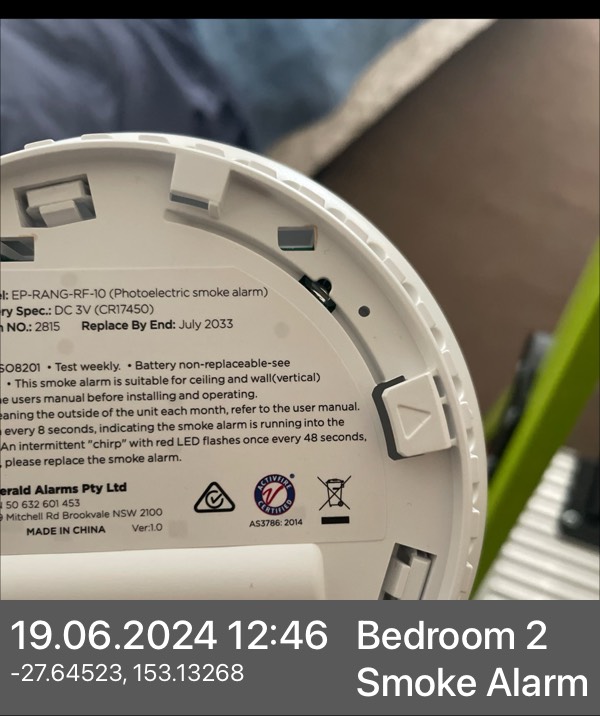 l: EP-RANG-RF-10 (Photoelectric smoke alarm)
ry Spec.: DC 3V (CR17450)
n NO.: 2815 Replace By End: July 2033
SO8201 • Test weekly. • Battery non-replaceable-see
• This smoke alarm is suitable for ceiling and wall(vertical)
e users manual before installing and operating.
eaning the outside of the unit each month, refer to the user manual.
every 8 seconds, indicating the smoke alarm is running into the
An intermittent "chirp" with red LED flashes once every 48 seconds,
, please replace the smoke alarm.
erald Alarms Pty Ltd
50 632 601 453
9 Mitchell Rd Brookvale NSW 2100
MADE IN CHINA Ver:1.0
ACTIVFIRE
CERTIFIED
AS3786: 2014
19.06.2024 12:46
-27.64523, 153.13268
Bedroom 2
Smoke Alarm